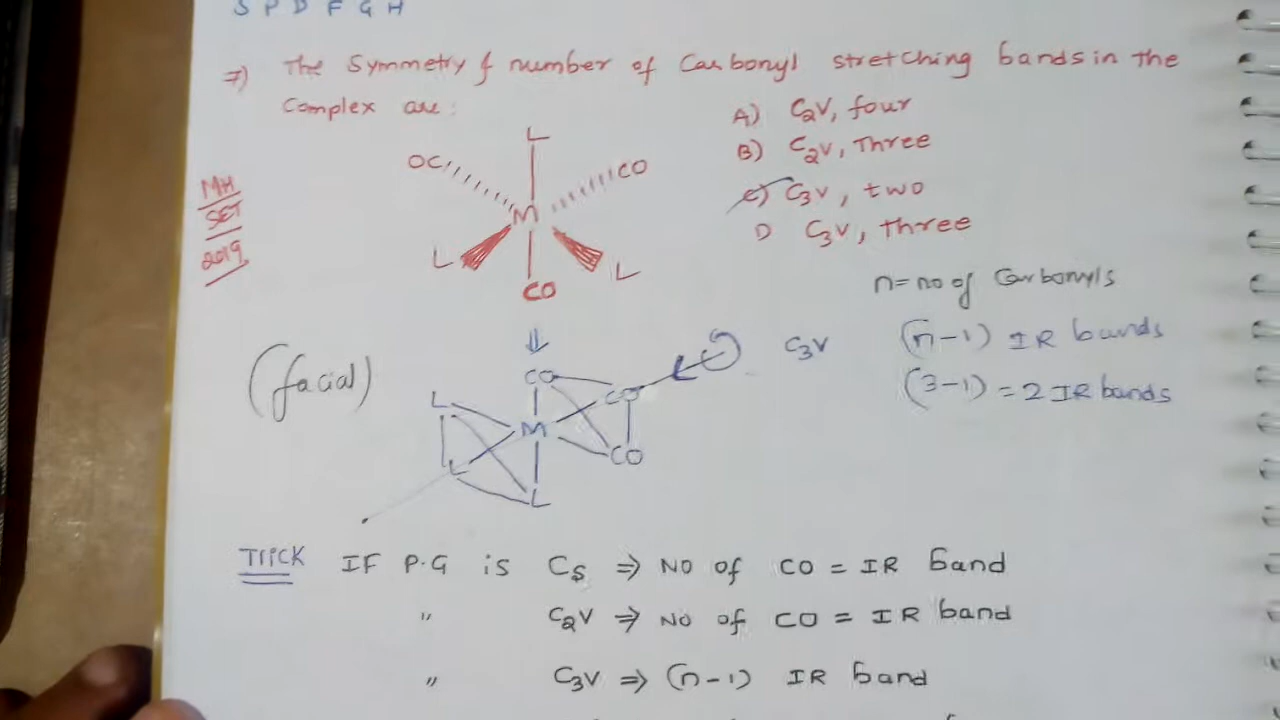 S P D F G H
7) The Symmetry & number of Carbonyl stretching bands in the
Complex are:
A) C2V, four
B) C2V, Three
C) C3V, two
D C3V, three
MH
SET
2019
L
OC
CO
M
L
L
CO
n=no of Carbonyls
(facial)
C3V
(n-1) IR bands
(3-1) = 2 IR bands
CO
L
CO
M
L
CO
L
TRICK IF P.G is CS ⇒ NO of CO = IR band
" C2V ⇒ NO of CO = IR band
" C3V ⇒ (n-1) IR band